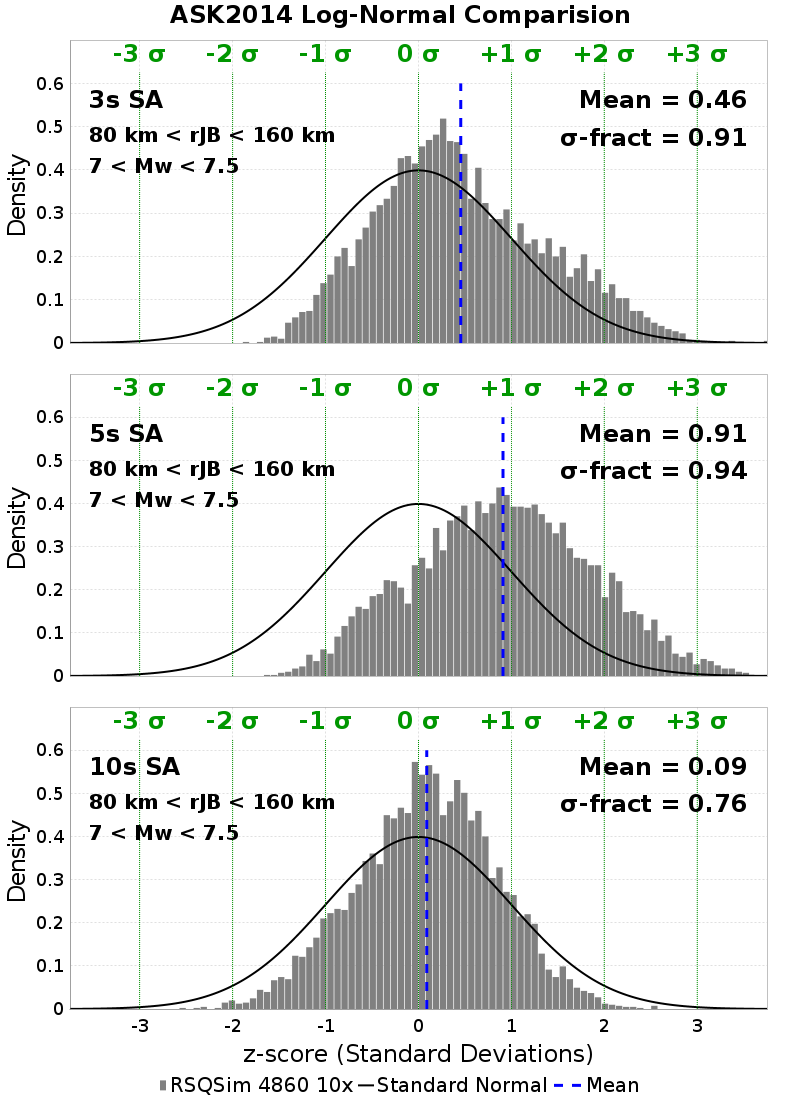 ASK2014 Log-Normal Comparision
-3 σ -2 σ -1 σ 0 σ +1 σ +2 σ +3 σ
0.6
3s SA Mean = 0.46
0.5
80 km < rJB < 160 km σ-fract = 0.91
7 < Mw < 7.5
0.4
Density
0.3
0.2
0.1
0
-3 σ -2 σ -1 σ 0 σ +1 σ +2 σ +3 σ
0.6
5s SA Mean = 0.91
0.5
80 km < rJB < 160 km σ-fract = 0.94
7 < Mw < 7.5
0.4
Density
0.3
0.2
0.1
0
-3 σ -2 σ -1 σ 0 σ +1 σ +2 σ +3 σ
0.6
10s SA Mean = 0.09
0.5
80 km < rJB < 160 km σ-fract = 0.76
7 < Mw < 7.5
0.4
Density
0.3
0.2
0.1
0
-3 -2 -1 0 1 2 3
z-score (Standard Deviations)
RSQSim 4860 10x Standard Normal Mean